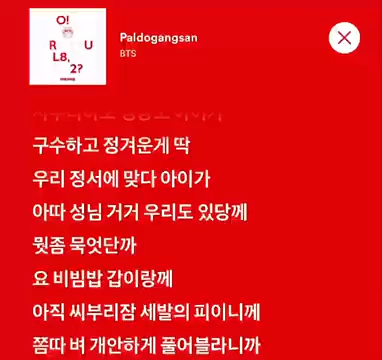 O!
R U
L8,
2?
Paldogangsan
BTS
구수하고 정겨운게 딱
우리 정서에 맞다 아이가
아따 성님 거거 우리도 있당께
뭣좀 묵엇단까
요 비빔밥 갑이랑께
아직 씨부리잠 세발의 피이니께
쫌따 벼 개안하게 풀어블라니까